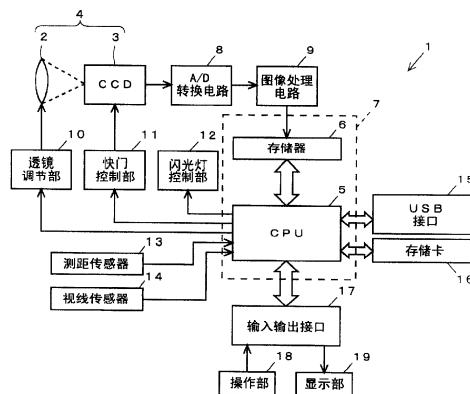 4
2
3
8
9
1
CCD
A/D
转换电路
图像处理
电路
7
10
11
12
6
透镜
调节部
快门
控制部
闪光灯
控制部
存储器
5
15
CPU
USB
接口
13
测距传感器
存储卡
14
16
视线传感器
17
输入输出接口
18
19
操作部
显示部